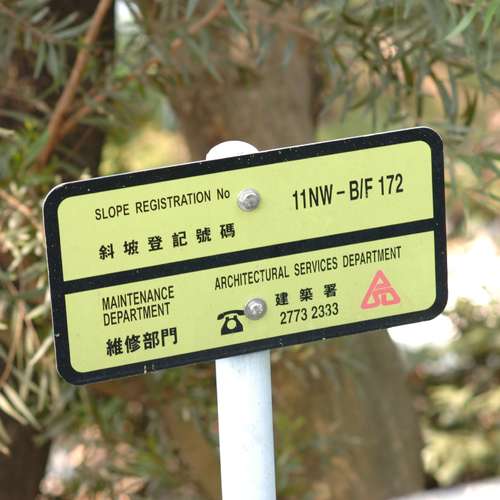 SLOPE REGISTRATION No 11NW - B/F 172
斜坡登記號碼
MAINTENANCE DEPARTMENT
維修部門
ARCHITECTURAL SERVICES DEPARTMENT
建築署
2773 2333